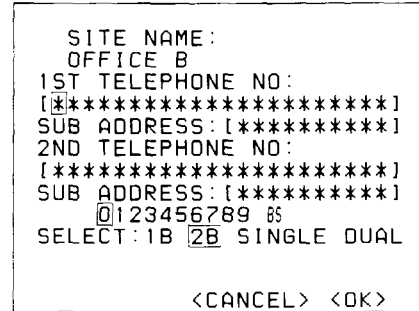 SITE NAME:
OFFICE B
1ST TELEPHONE NO:
[*********************]
SUB ADDRESS:[**********]
2ND TELEPHONE NO:
[*********************]
SUB ADDRESS:[**********]
0123456789 BS
SELECT:1B 2B SINGLE DUAL
<CANCEL> <OK>